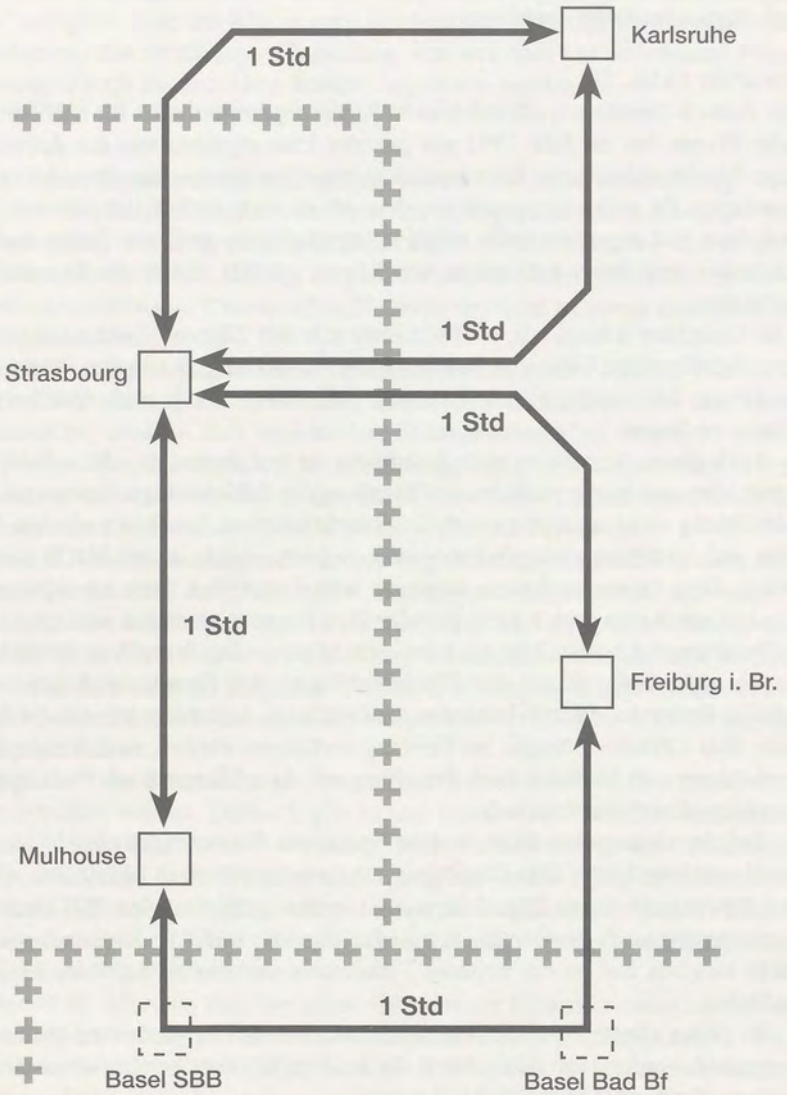 Karlsruhe
1 Std
1 Std
Strasbourg
1 Std
1 Std
Freiburg i. Br.
Mulhouse
1 Std
Basel SBB
Basel Bad Bf